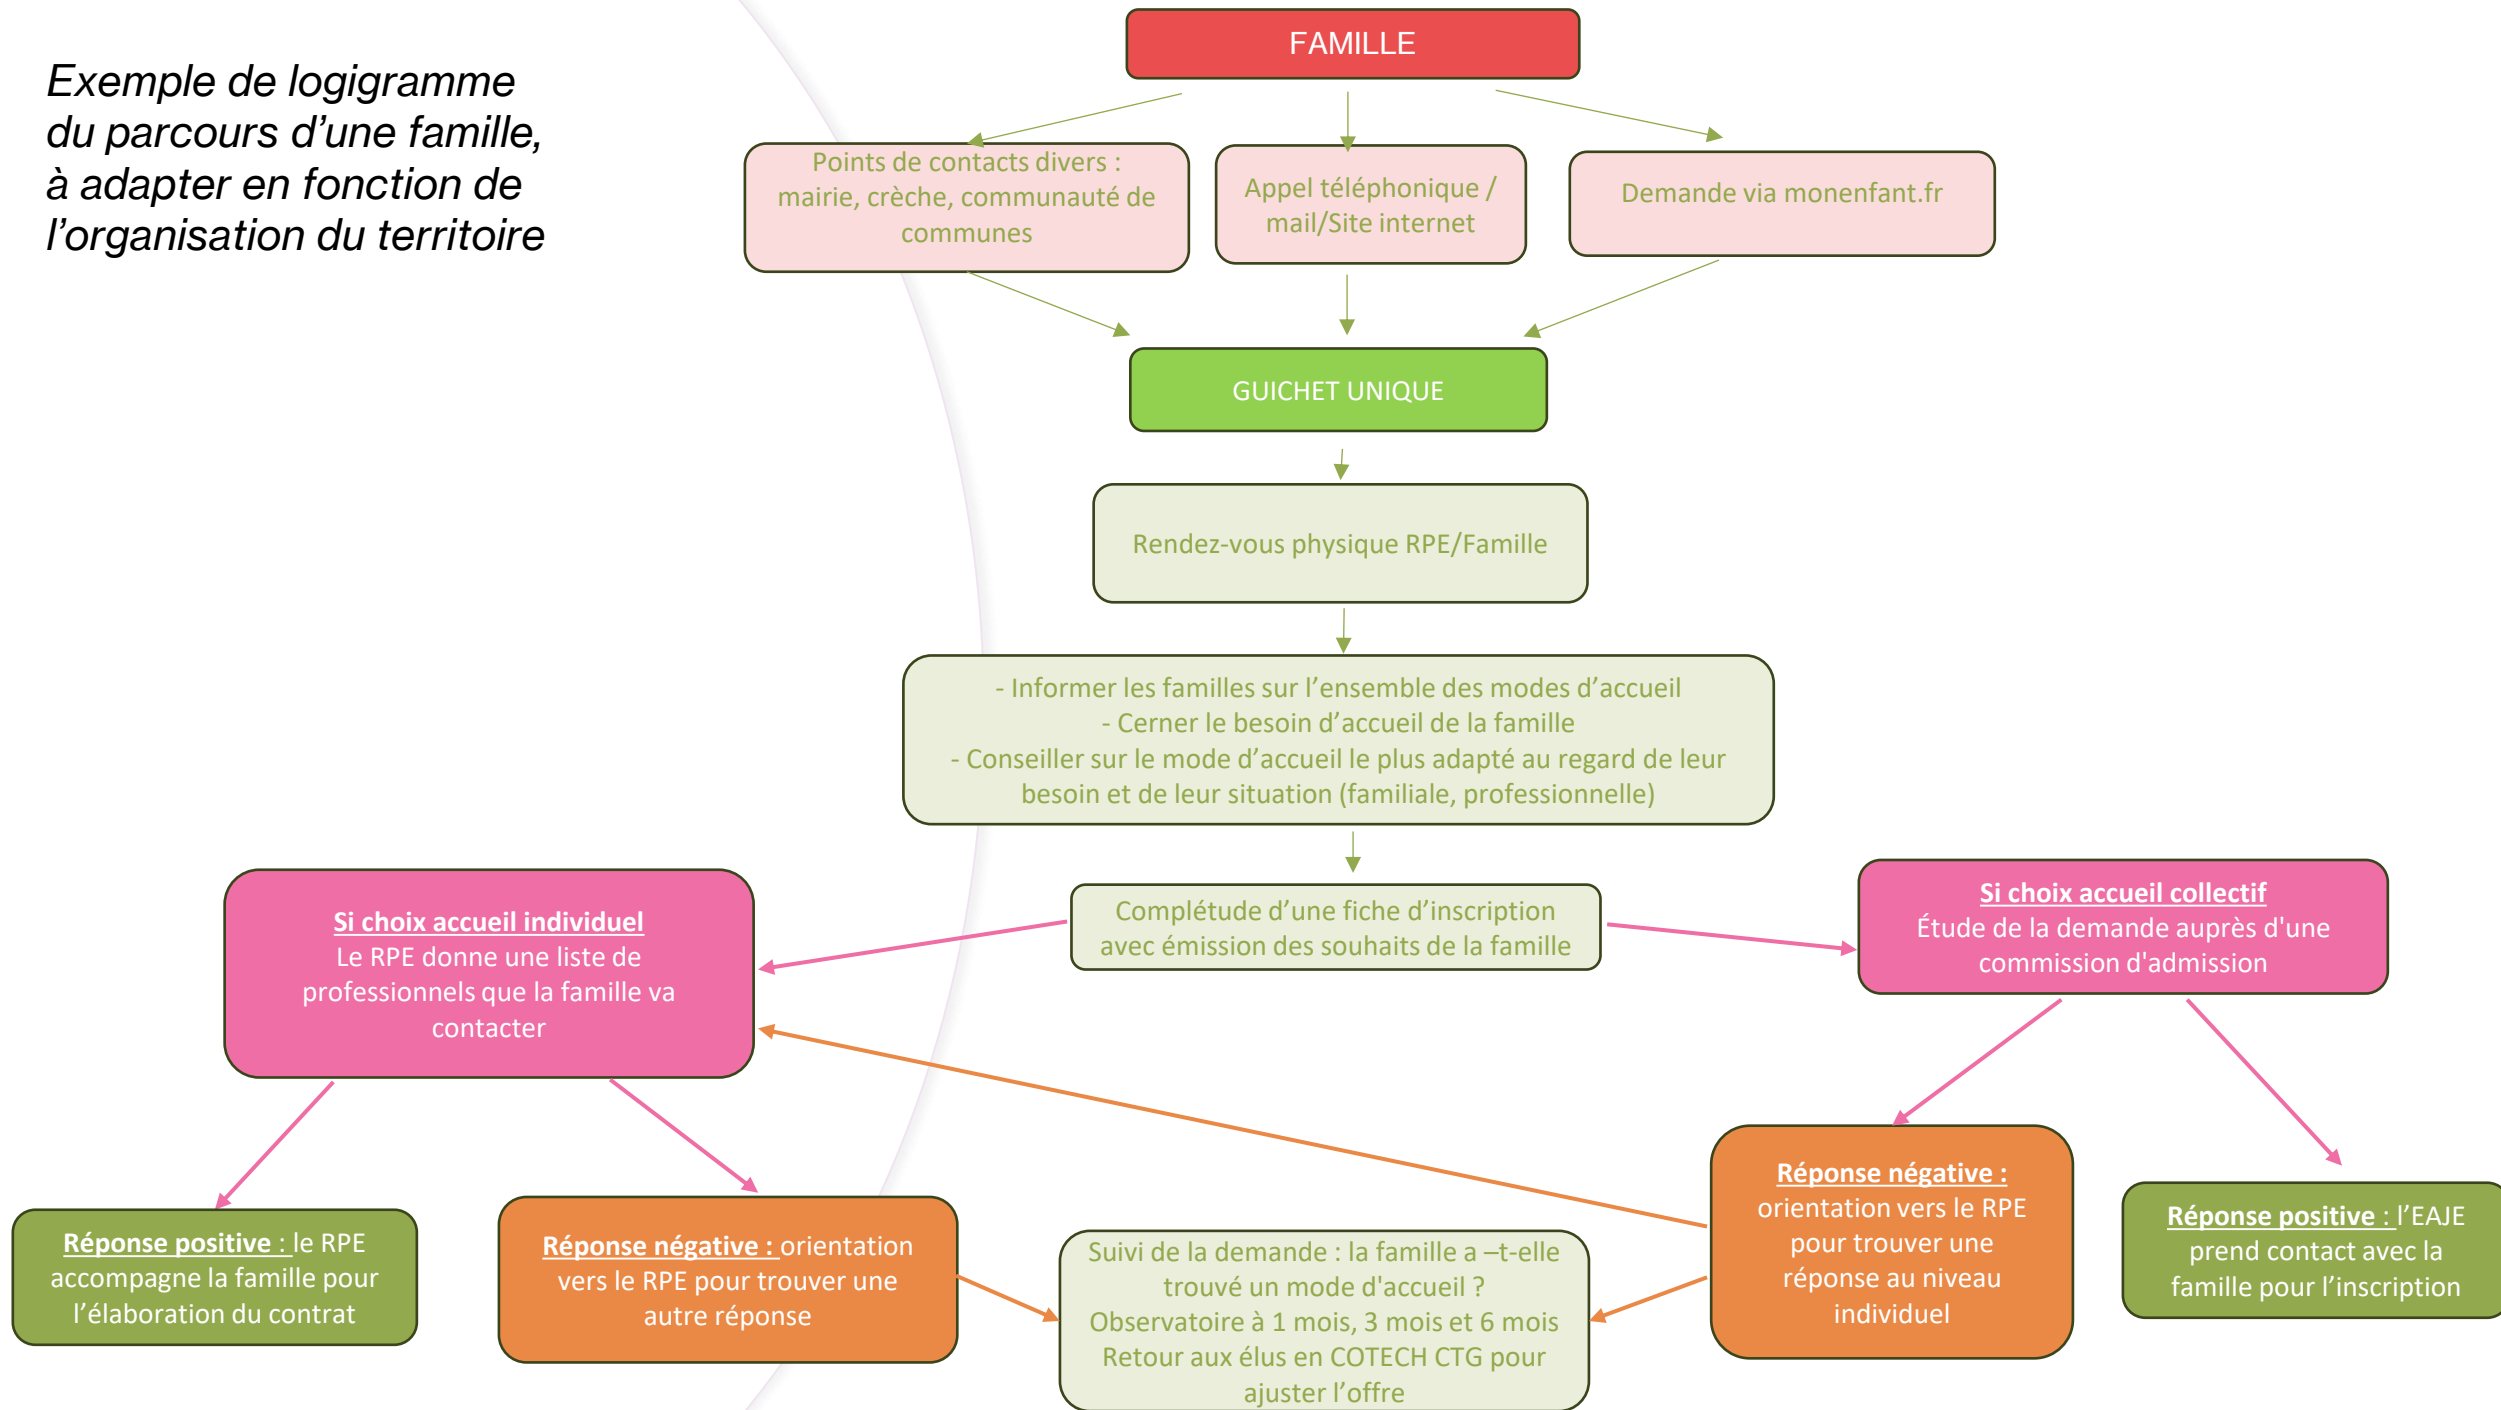 Exemple de logigramme
du parcours d’une famille,
à adapter en fonction de
l’organisation du territoire
FAMILLE
Points de contacts divers :
mairie, crèche, communauté de
communes
Appel téléphonique /
mail/Site internet
Demande via monenfant.fr
GUICHET UNIQUE
Rendez-vous physique RPE/Famille
- Informer les familles sur l’ensemble des modes d’accueil
- Cerner le besoin d’accueil de la famille
- Conseiller sur le mode d’accueil le plus adapté au regard de leur
besoin et de leur situation (familiale, professionnelle)
Complétude d’une fiche d’inscription
avec émission des souhaits de la famille
Si choix accueil individuel
Le RPE donne une liste de
professionnels que la famille va
contacter
Si choix accueil collectif
Étude de la demande auprès d'une
commission d'admission
Réponse positive : le RPE
accompagne la famille pour
l’élaboration du contrat
Réponse négative : orientation
vers le RPE pour trouver une
autre réponse
Suivi de la demande : la famille a –t-elle
trouvé un mode d'accueil ?
Observatoire à 1 mois, 3 mois et 6 mois
Retour aux élus en COTECH CTG pour
ajuster l’offre
Réponse négative :
orientation vers le RPE
pour trouver une
réponse au niveau
individuel
Réponse positive : l’EAJE
prend contact avec la
famille pour l’inscription